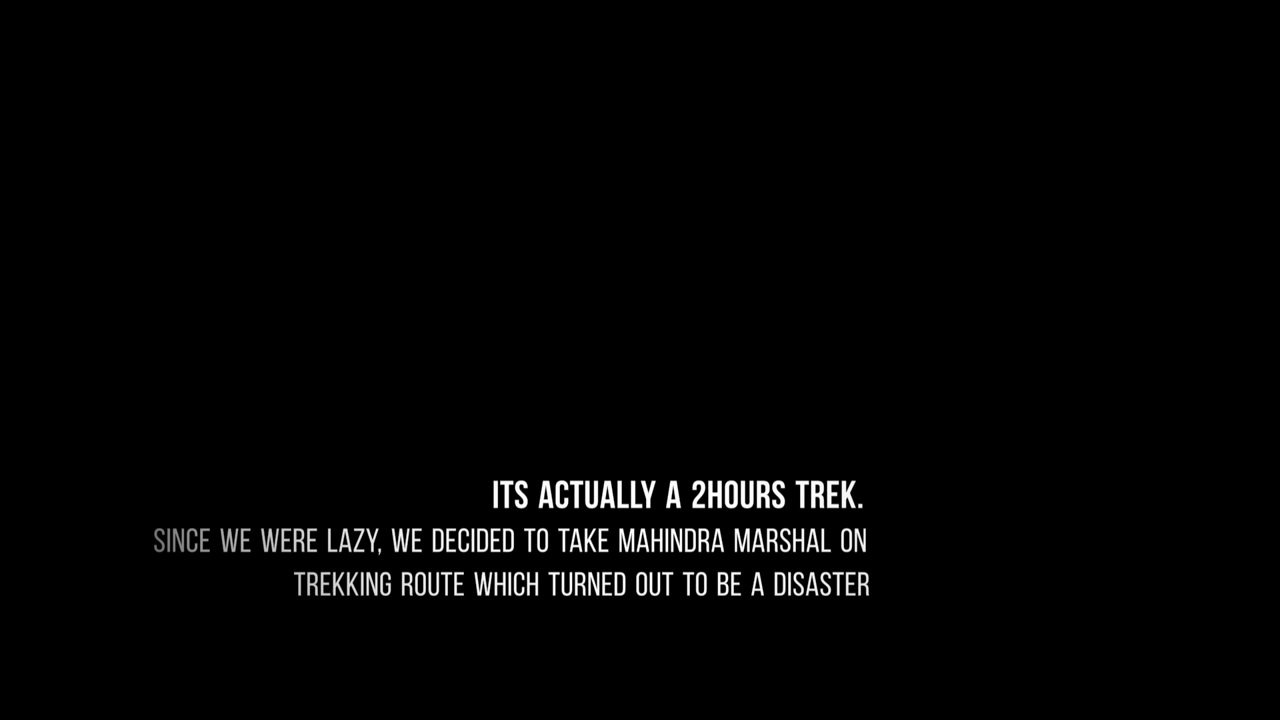 ITS ACTUALLY A 2HOURS TREK.
SINCE WE WERE LAZY, WE DECIDED TO TAKE MAHINDRA MARSHAL ON
TREKKING ROUTE WHICH TURNED OUT TO BE A DISASTER